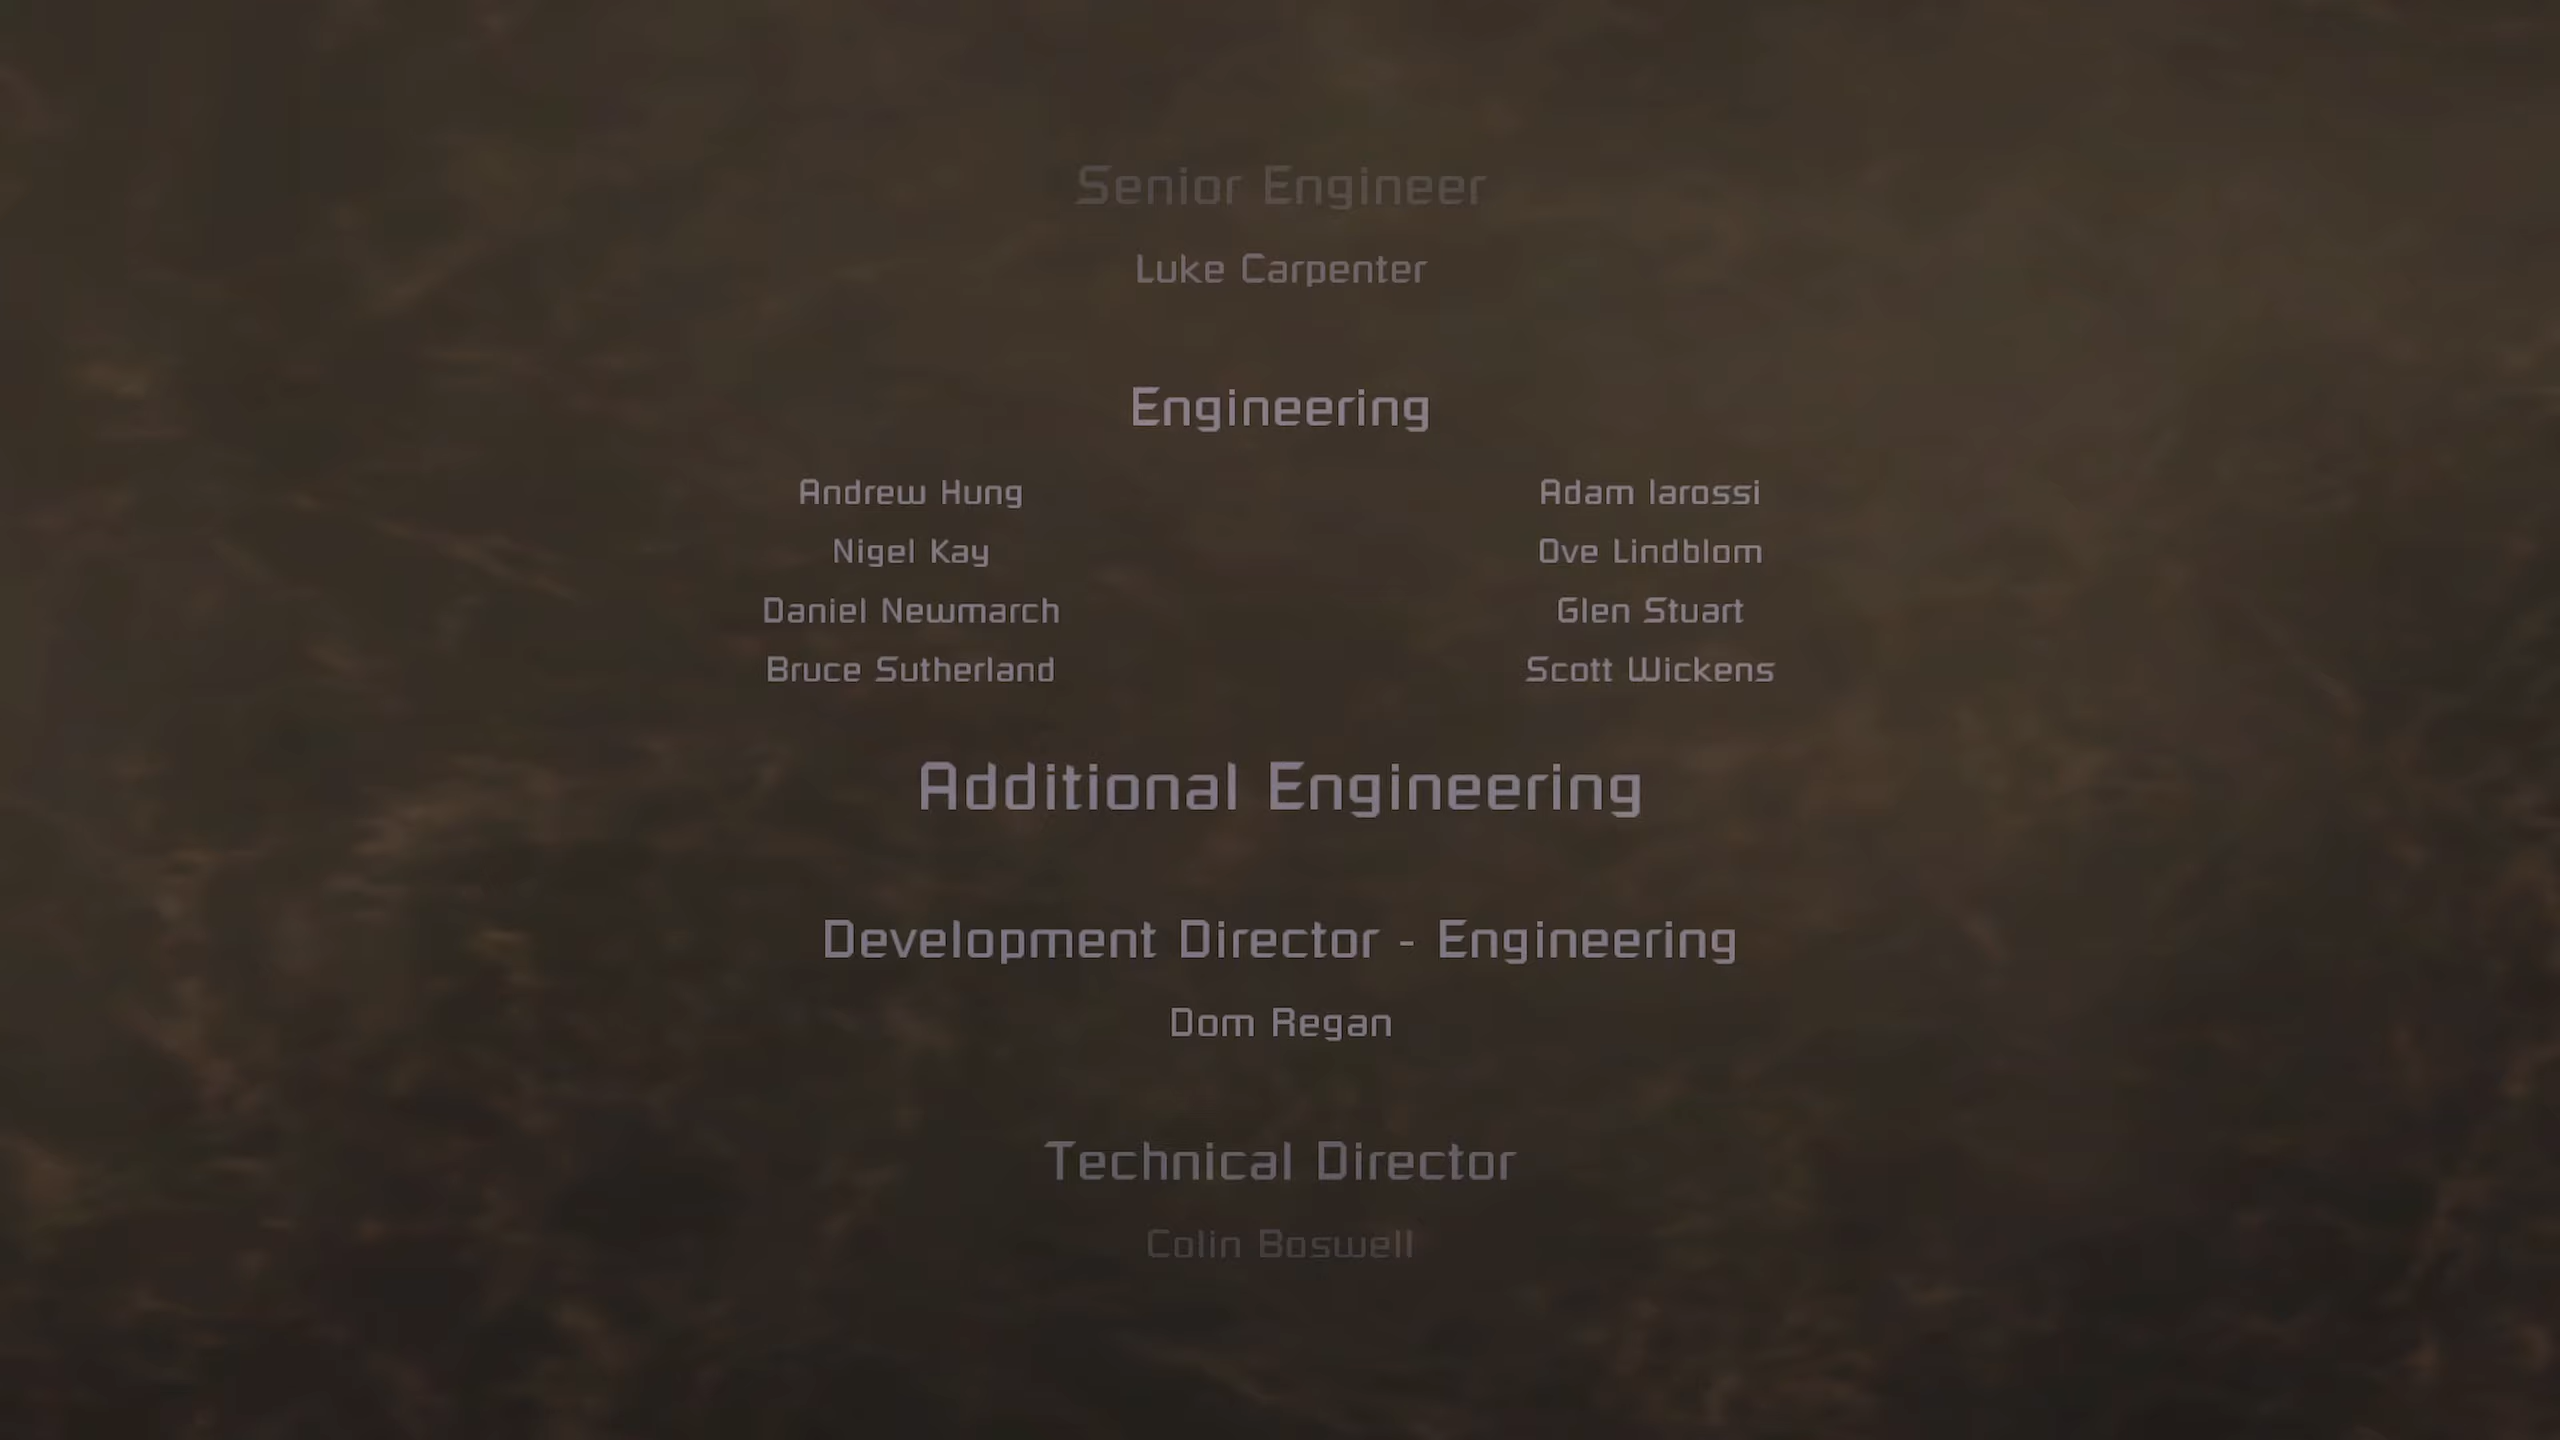 Senior Engineer
Luke Carpenter
Engineering
Andrew Hung
Adam Iarossi
Nigel Kay
Ove Lindblom
Daniel Newmarch
Glen Stuart
Bruce Sutherland
Scott Wickens
Additional Engineering
Development Director - Engineering
Dom Regan
Technical Director
Colin Boswell